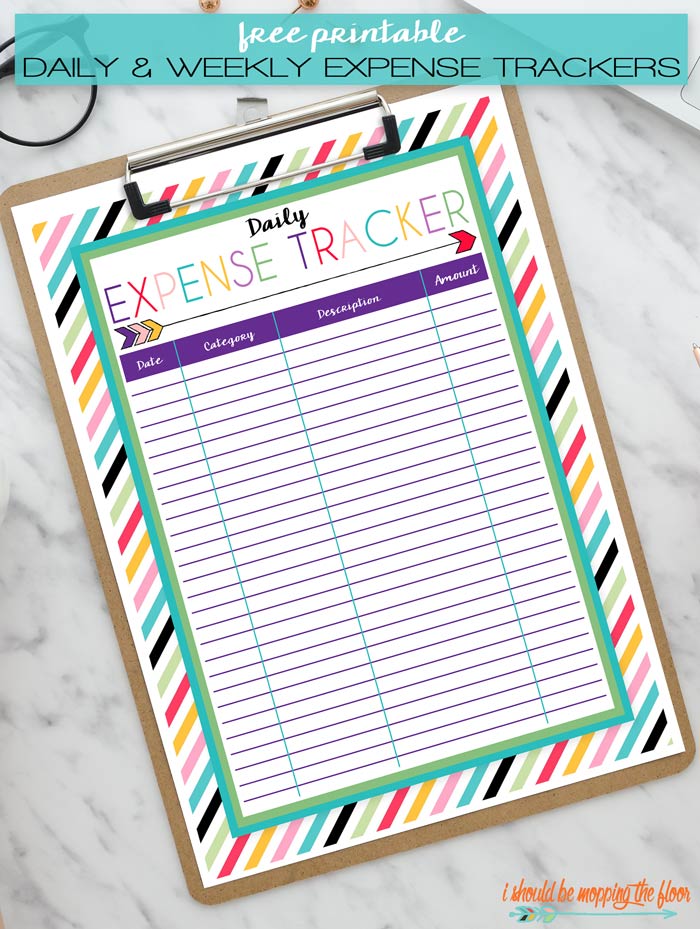 free printable
DAILY & WEEKLY EXPENSE TRACKERS
Daily
EXPENSE TRACKER
Date Category Description Amount
i should be mopping the floor